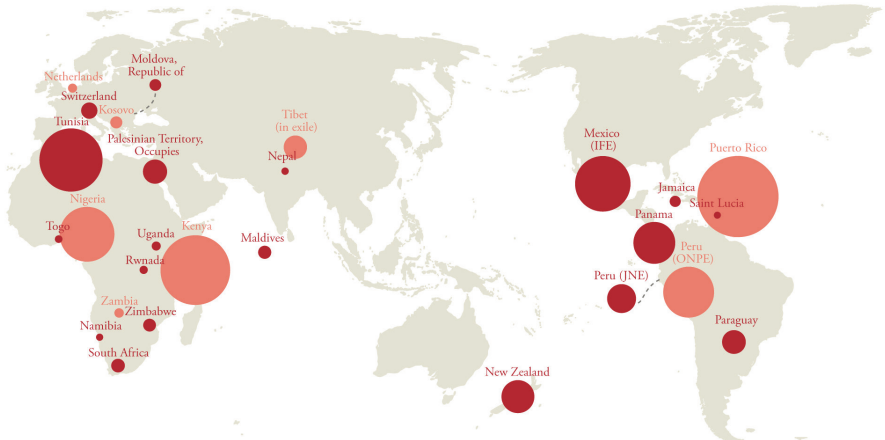 Netherlands
Moldova,
Republic of
Switzerland
Kosovo
Tunisia
Palesinian Territory,
Occupies
Tibet
(in exile)
Nepal
Nigeria
Togo
Uganda
Kenya
Rwnada
Maldives
Zambia
Zimbabwe
Namibia
South Africa
New Zealand
Mexico
(IFE)
Puerto Rico
Jamaica
Saint Lucia
Panama
Peru
(ONPE)
Peru (JNE)
Paraguay